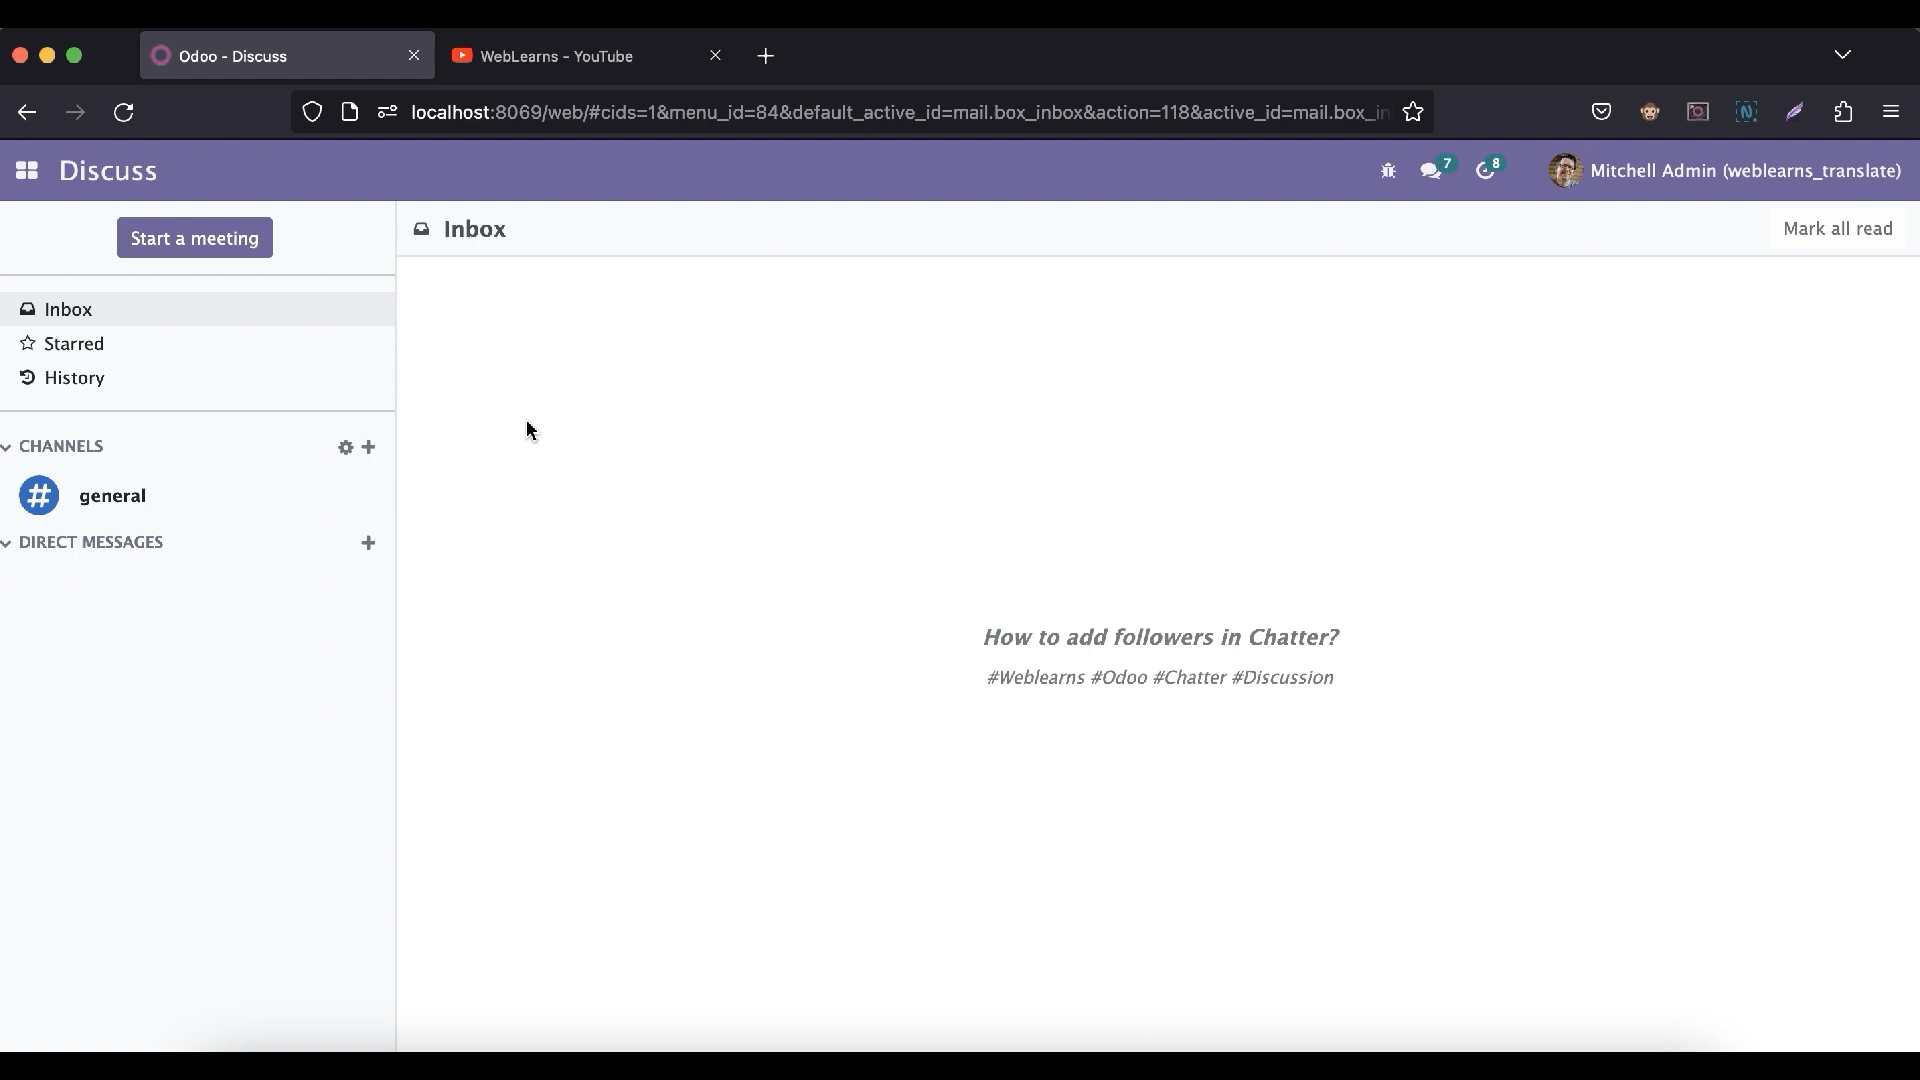 Odoo - Discuss
WebLearns - YouTube
localhost:8069/web/#cids=1&menu_id=84&default_active_id=mail.box_inbox&action=118&active_id=mail.box_in
Discuss
7
8
Mitchell Admin (weblearns_translate)
Start a meeting
Inbox
Mark all read
Inbox
Starred
History
CHANNELS
general
DIRECT MESSAGES
How to add followers in Chatter?
#Weblearns #Odoo #Chatter #Discussion